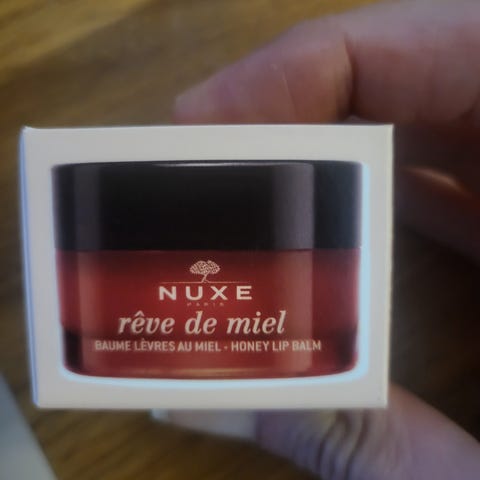 NUXE
PARIS
rêve de miel
BAUME LÈVRES AU MIEL - HONEY LIP BALM